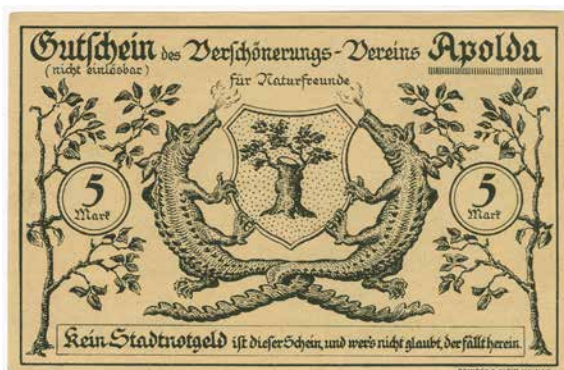 Gutschein des Verschönerungs-Vereins Apolda
(nicht einlösbar)
für Naturfreunde
5
Mark
5
Mark
Kein Stadtnotgeld ist dieser Schein, und wer's nicht glaubt, der fällt herein.